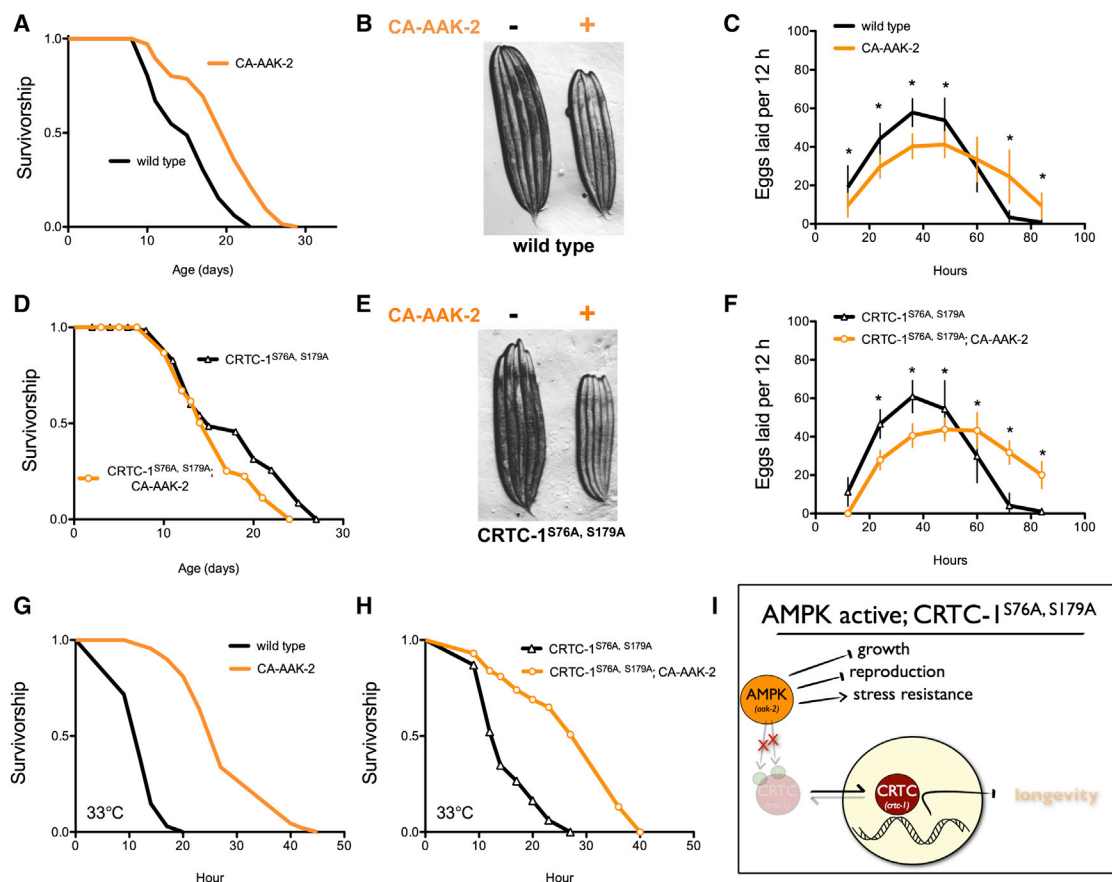 A
1.0
0.5
0.0
0
10
20
30
Survivorship
Age (days)
CA-AAK-2
wild type
B
CA-AAK-2 - +
wild type
C
wild type
CA-AAK-2
100
80
60
40
20
0
0
20
40
60
80
100
Eggs laid per 12 h
Hours
*
*
*
*
*
*
*
D
1.0
0.5
0.0
0
10
20
30
Survivorship
Age (days)
CRTC-1S76A, S179A
CRTC-1S76A, S179A;
CA-AAK-2
E
CA-AAK-2 - +
CRTC-1S76A, S179A
F
CRTC-1S76A, S179A
CRTC-1S76A, S179A; CA-AAK-2
100
80
60
40
20
0
0
20
40
60
80
100
Eggs laid per 12 h
Hours
*
*
*
*
*
*
G
1.0
0.5
0.0
0
10
20
30
40
50
Survivorship
Hour
wild type
CA-AAK-2
33°C
H
1.0
0.5
0.0
0
10
20
30
40
50
Survivorship
Hour
CRTC-1S76A, S179A
CRTC-1S76A, S179A; CA-AAK-2
33°C
I
AMPK active; CRTC-1S76A, S179A
growth
reproduction
stress resistance
AMPK
(aak-2)
CRTC
(crtc-1)
CRTC
(crtc-1)
longevity